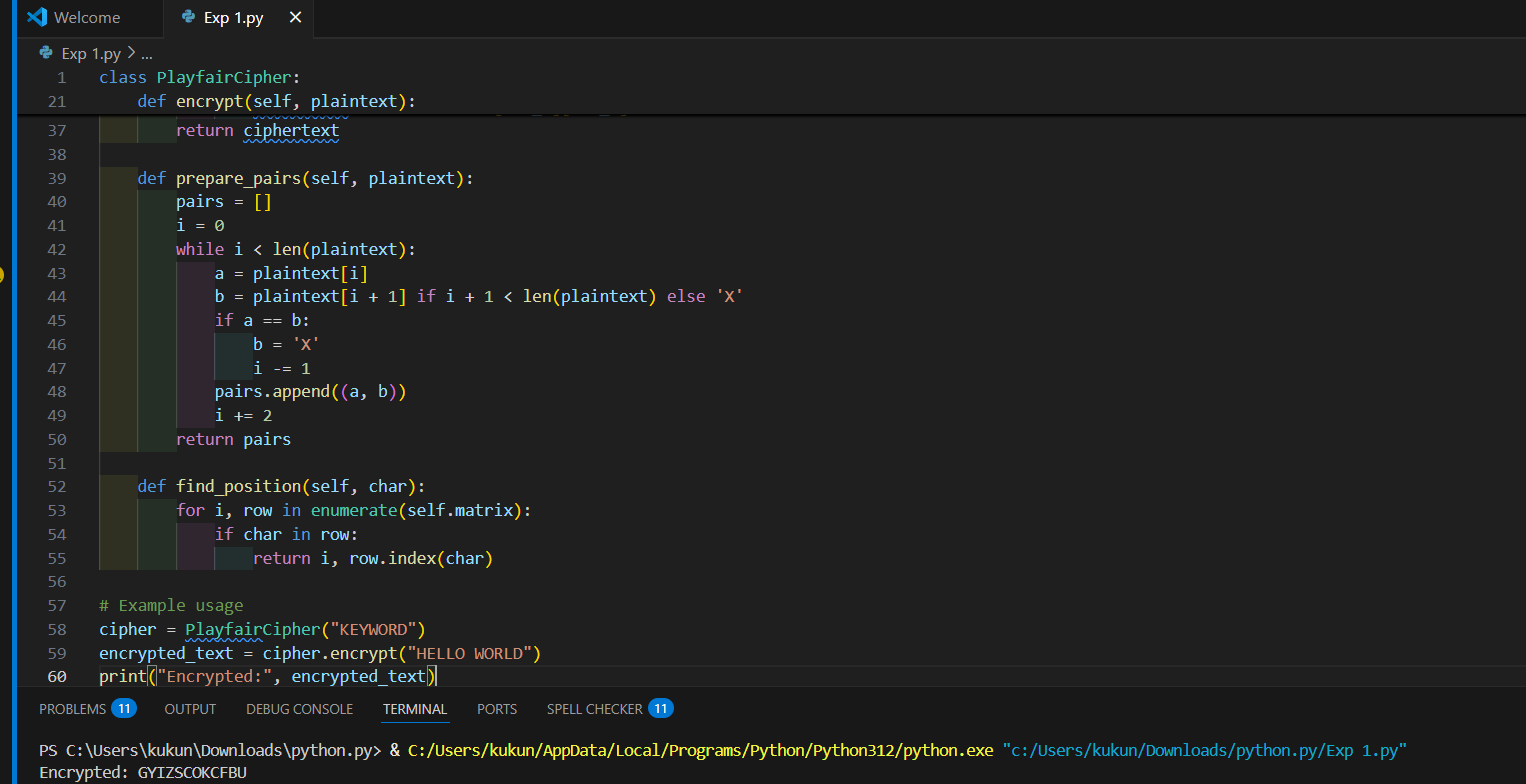 Welcome
Exp 1.py
Exp 1.py > ...
1 class PlayfairCipher:
21     def encrypt(self, plaintext):
37         return ciphertext
38
39     def prepare_pairs(self, plaintext):
40         pairs = []
41         i = 0
42         while i < len(plaintext):
43             a = plaintext[i]
44             b = plaintext[i + 1] if i + 1 < len(plaintext) else 'X'
45             if a == b:
46                 b = 'X'
47                 i -= 1
48             pairs.append((a, b))
49             i += 2
50         return pairs
51
52     def find_position(self, char):
53         for i, row in enumerate(self.matrix):
54             if char in row:
55                 return i, row.index(char)
56
57 # Example usage
58 cipher = PlayfairCipher("KEYWORD")
59 encrypted_text = cipher.encrypt("HELLO WORLD")
60 print("Encrypted:", encrypted_text)
PROBLEMS 11 OUTPUT DEBUG CONSOLE TERMINAL PORTS SPELL CHECKER 11
PS C:\Users\kukun\Downloads\python.py> & C:/Users/kukun/AppData/Local/Programs/Python/Python312/python.exe "c:/Users/kukun/Downloads/python.py/Exp 1.py"
Encrypted: GYIZSCOKCFBU